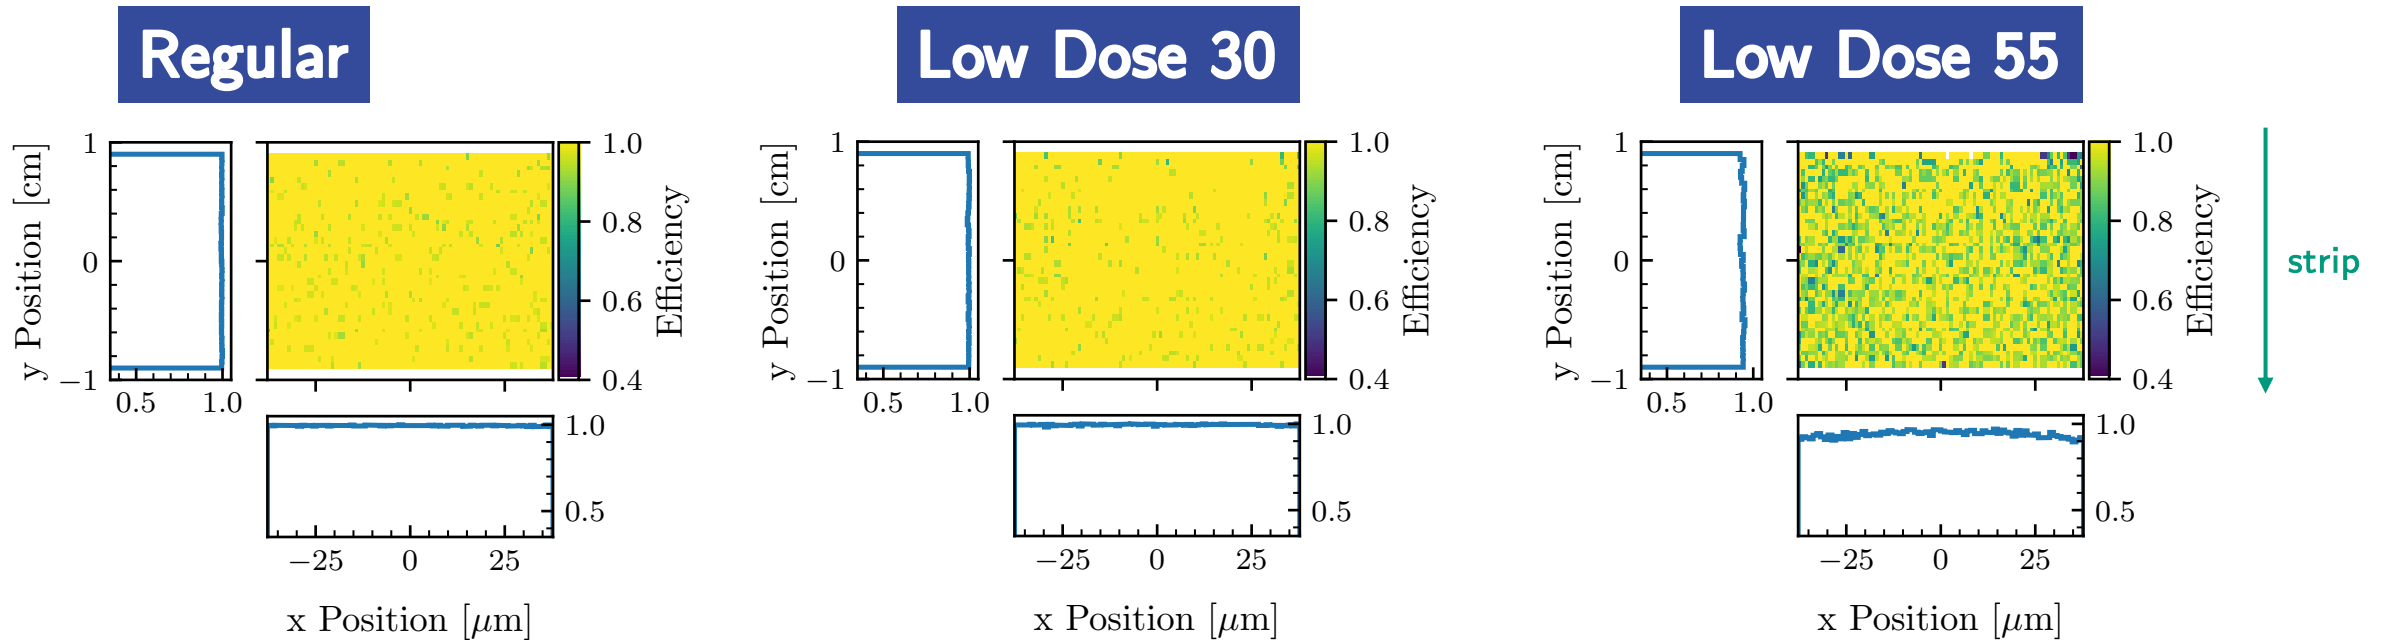 Regular
Low Dose 30
Low Dose 55
y Position [cm]
1
0
−1
0.5 1.0
1.0
0.8
0.6
0.4
Efficiency
1.0
0.5
−25 0 25
x Position [μm]
y Position [cm]
1
0
−1
0.5 1.0
1.0
0.8
0.6
0.4
Efficiency
1.0
0.5
−25 0 25
x Position [μm]
y Position [cm]
1
0
−1
0.5 1.0
1.0
0.8
0.6
0.4
Efficiency
1.0
0.5
−25 0 25
x Position [μm]
strip